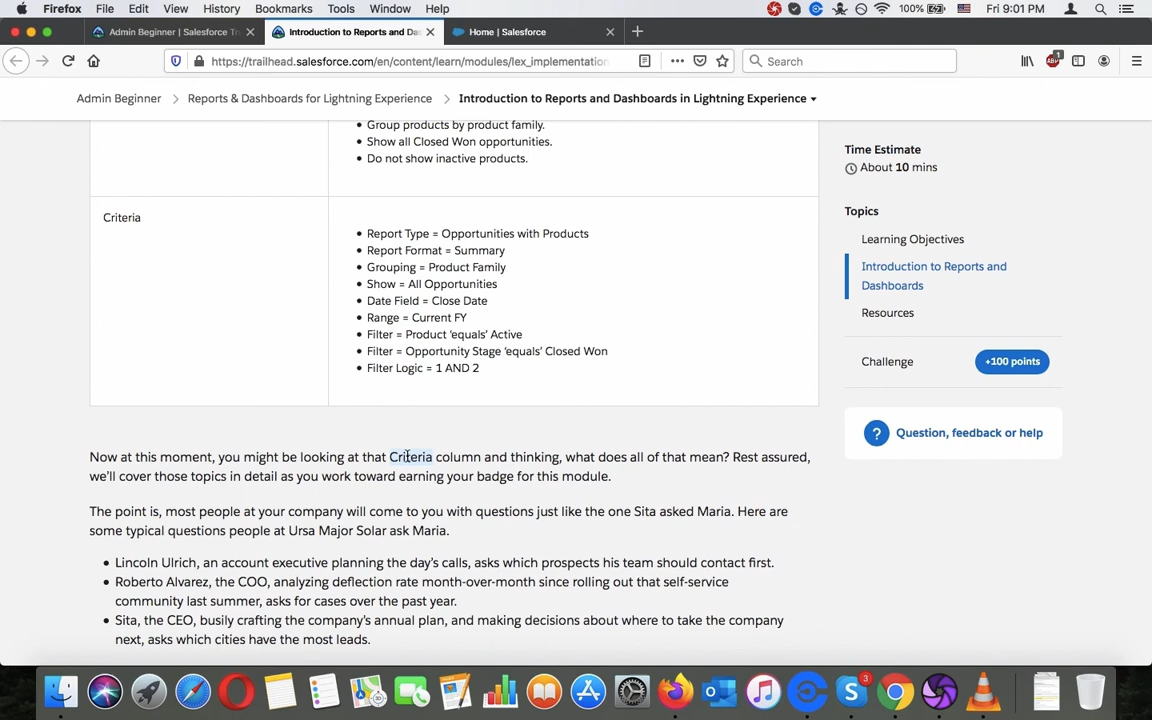 Firefox File Edit View History Bookmarks Tools Window Help 100% Fri 9:01 PM
Admin Beginner | Salesforce Tr
Introduction to Reports and Das
Home | Salesforce
https://trailhead.salesforce.com/en/content/learn/modules/lex_implementation
Search
1
Admin Beginner
Reports & Dashboards for Lightning Experience
Introduction to Reports and Dashboards in Lightning Experience
Group products by product family.
Show all Closed Won opportunities.
Do not show inactive products.
Criteria
Report Type = Opportunities with Products
Report Format = Summary
Grouping = Product Family
Show = All Opportunities
Date Field = Close Date
Range = Current FY
Filter = Product ‘equals’ Active
Filter = Opportunity Stage ‘equals’ Closed Won
Filter Logic = 1 AND 2
Now at this moment, you might be looking at that Criteria column and thinking, what does all of that mean? Rest assured,
we’ll cover those topics in detail as you work toward earning your badge for this module.
The point is, most people at your company will come to you with questions just like the one Sita asked Maria. Here are
some typical questions people at Ursa Major Solar ask Maria.
Lincoln Ulrich, an account executive planning the day’s calls, asks which prospects his team should contact first.
Roberto Alvarez, the COO, analyzing deflection rate month-over-month since rolling out that self-service
community last summer, asks for cases over the past year.
Sita, the CEO, busily crafting the company’s annual plan, and making decisions about where to take the company
next, asks which cities have the most leads.
Time Estimate
About 10 mins
Topics
Learning Objectives
Introduction to Reports and
Dashboards
Resources
Challenge
+100 points
? Question, feedback or help
3